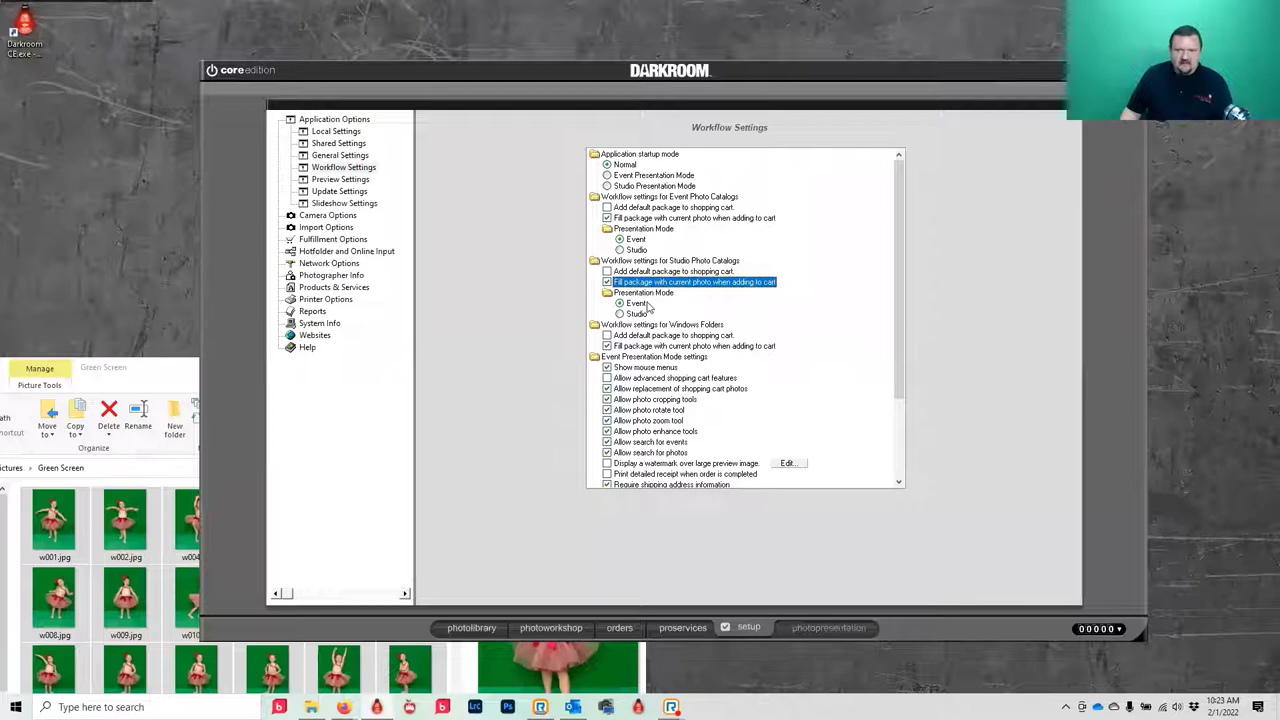 Darkroom
CE.exe -...
core edition
DARKROOM
Application Options
Local Settings
Shared Settings
General Settings
Workflow Settings
Preview Settings
Update Settings
Slideshow Settings
Camera Options
Import Options
Fulfillment Options
Hotfolder and Online Input
Network Options
Photographer Info
Products & Services
Printer Options
Reports
System Info
Websites
Help
Workflow Settings
Application startup mode
Normal
Event Presentation Mode
Studio Presentation Mode
Workflow settings for Event Photo Catalogs
Add default package to shopping cart.
Fill package with current photo when adding to cart
Presentation Mode
Event
Studio
Workflow settings for Studio Photo Catalogs
Add default package to shopping cart.
Fill package with current photo when adding to cart
Presentation Mode
Event
Studio
Workflow settings for Windows Folders
Add default package to shopping cart.
Fill package with current photo when adding to cart
Event Presentation Mode settings
Show mouse menus
Allow advanced shopping cart features
Allow replacement of shopping cart photos
Allow photo cropping tools
Allow photo rotate tool
Allow photo zoom tool
Allow photo enhance tools
Allow search for events
Allow search for photos
Display a watermark over large preview image. Edit...
Print detailed receipt when order is completed
Require shipping address information
Manage Green Screen
Picture Tools
ath
hortcut
Move to
Copy to
Delete
Rename
New folder
Organize
ictures > Green Screen
w001.jpg w002.jpg w004
w008.jpg w009.jpg w010
photolibrary photoworkshop orders proservices setup photopresentation
00000
Type here to search
Lrc Ps
10:23 AM
2/1/2022